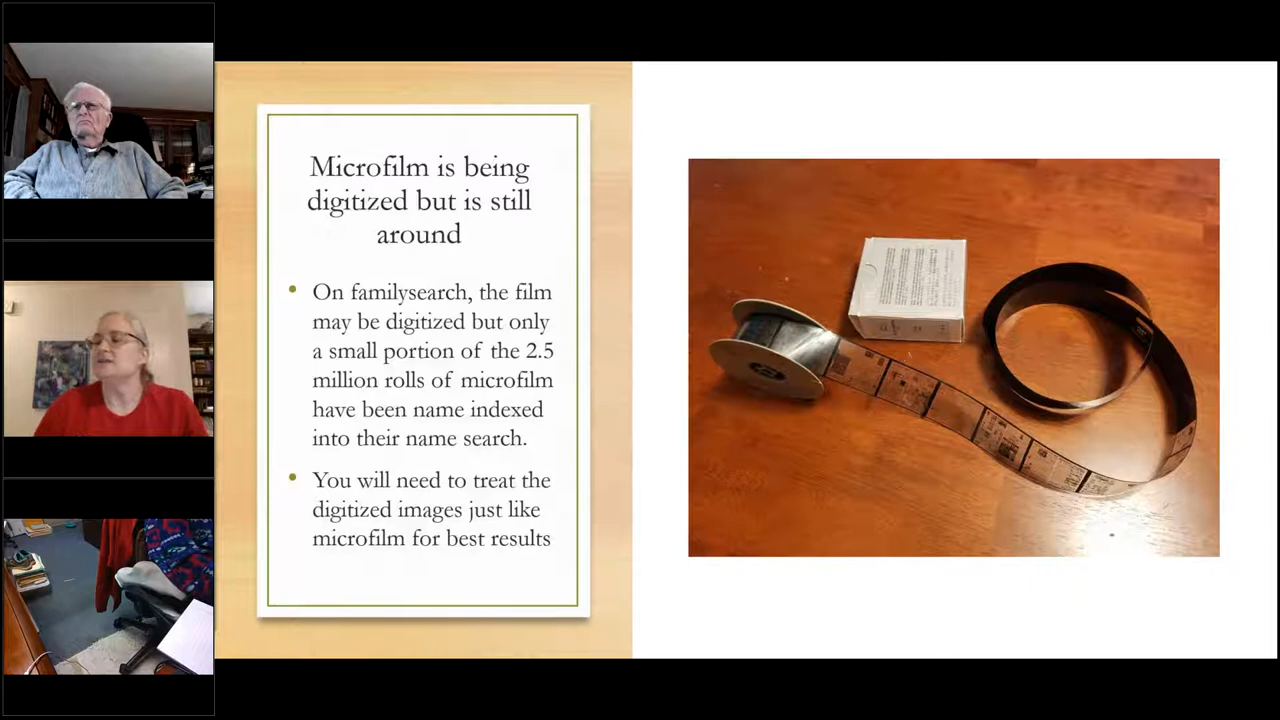 Microfilm is being
digitized but is still
around
• On familysearch, the film
may be digitized but only
a small portion of the 2.5
million rolls of microfilm
have been name indexed
into their name search.
• You will need to treat the
digitized images just like
microfilm for best results